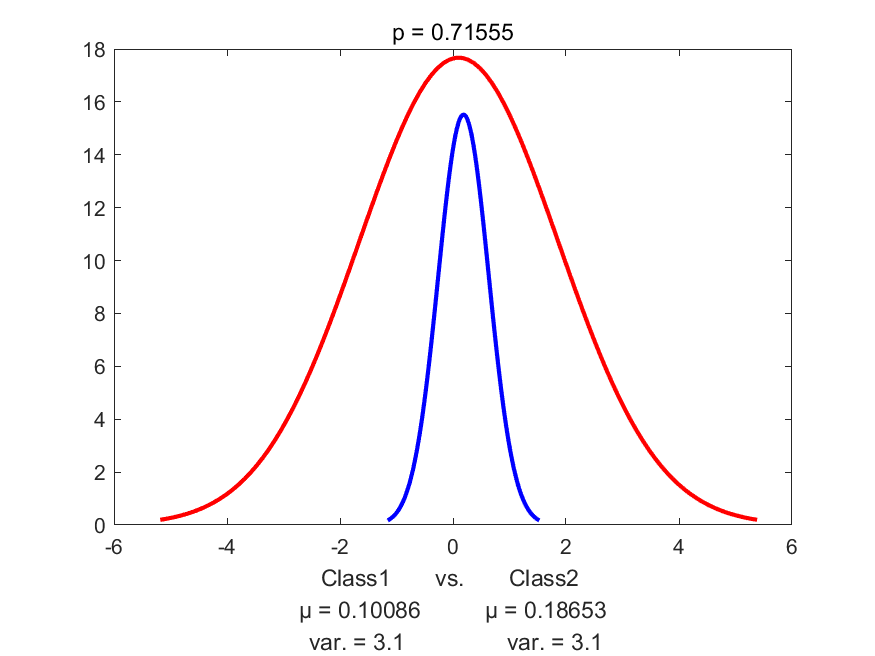 p = 0.71555
18
16
14
12
10
8
6
4
2
0
-6 -4 -2 0 2 4 6
Class1 vs. Class2
μ = 0.10086 μ = 0.18653
var. = 3.1 var. = 3.1